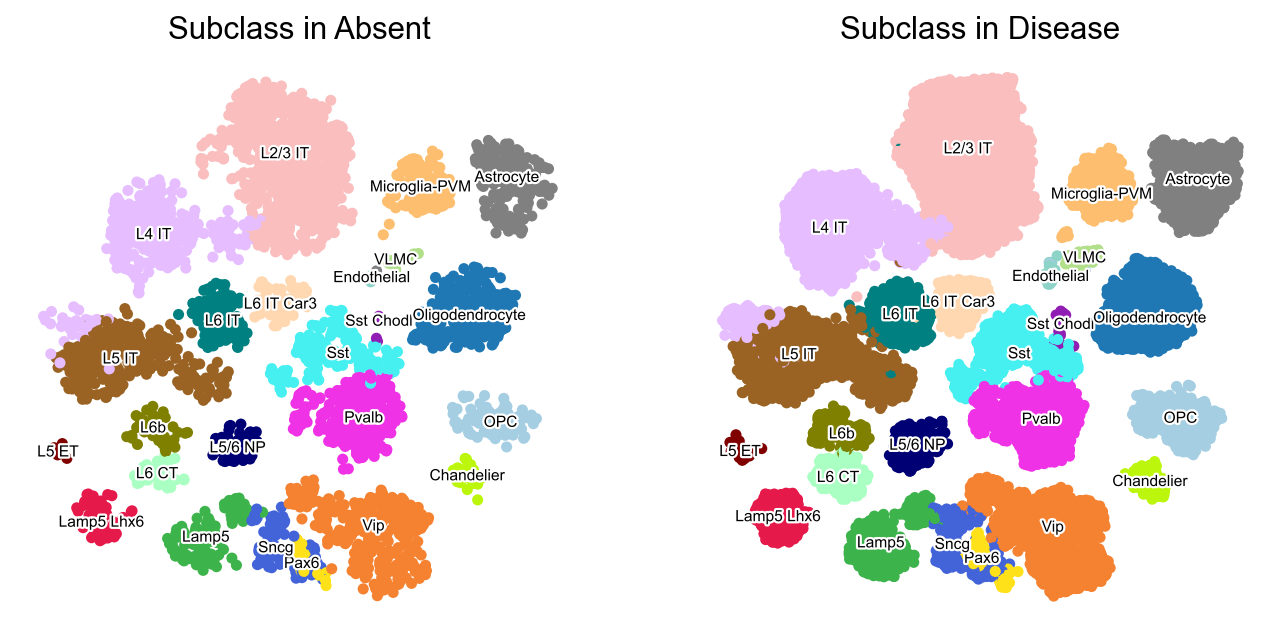 Subclass in Absent
L2/3 IT
Microglia-PVM
Astrocyte
L4 IT
VLMC
Endothelial
L6 IT Car3
L6 IT
Sst Chodl
Oligodendrocyte
L5 IT
Sst
Pvalb
OPC
L6b
L5/6 NP
L5 ET
L6 CT
Chandelier
Lamp5 Lhx6
Lamp5
Sncg
Pax6
Vip
Subclass in Disease
L2/3 IT
Microglia-PVM
Astrocyte
L4 IT
VLMC
Endothelial
L6 IT Car3
L6 IT
Sst Chodl
Oligodendrocyte
L5 IT
Sst
Pvalb
OPC
L6b
L5/6 NP
L5 ET
L6 CT
Chandelier
Lamp5 Lhx6
Lamp5
Sncg
Pax6
Vip